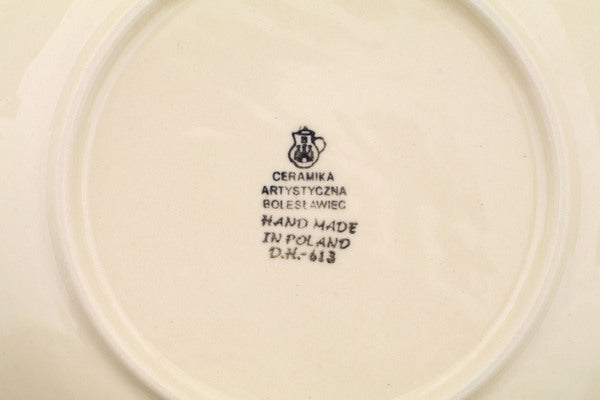 CERAMIKA
ARTYSTYCZNA
BOLESŁAWIEC
HAND MADE
IN POLAND
D.H.-613